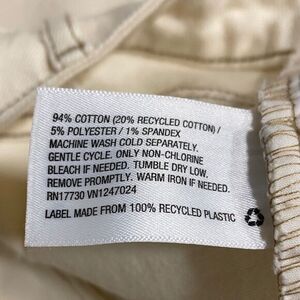 94% COTTON (20% RECYCLED COTTON) /
5% POLYESTER / 1% SPANDEX
MACHINE WASH COLD SEPARATELY.
GENTLE CYCLE. ONLY NON-CHLORINE
BLEACH IF NEEDED. TUMBLE DRY LOW.
REMOVE PROMPTLY. WARM IRON IF NEEDED.
RN17730 VN1247024
LABEL MADE FROM 100% RECYCLED PLASTIC